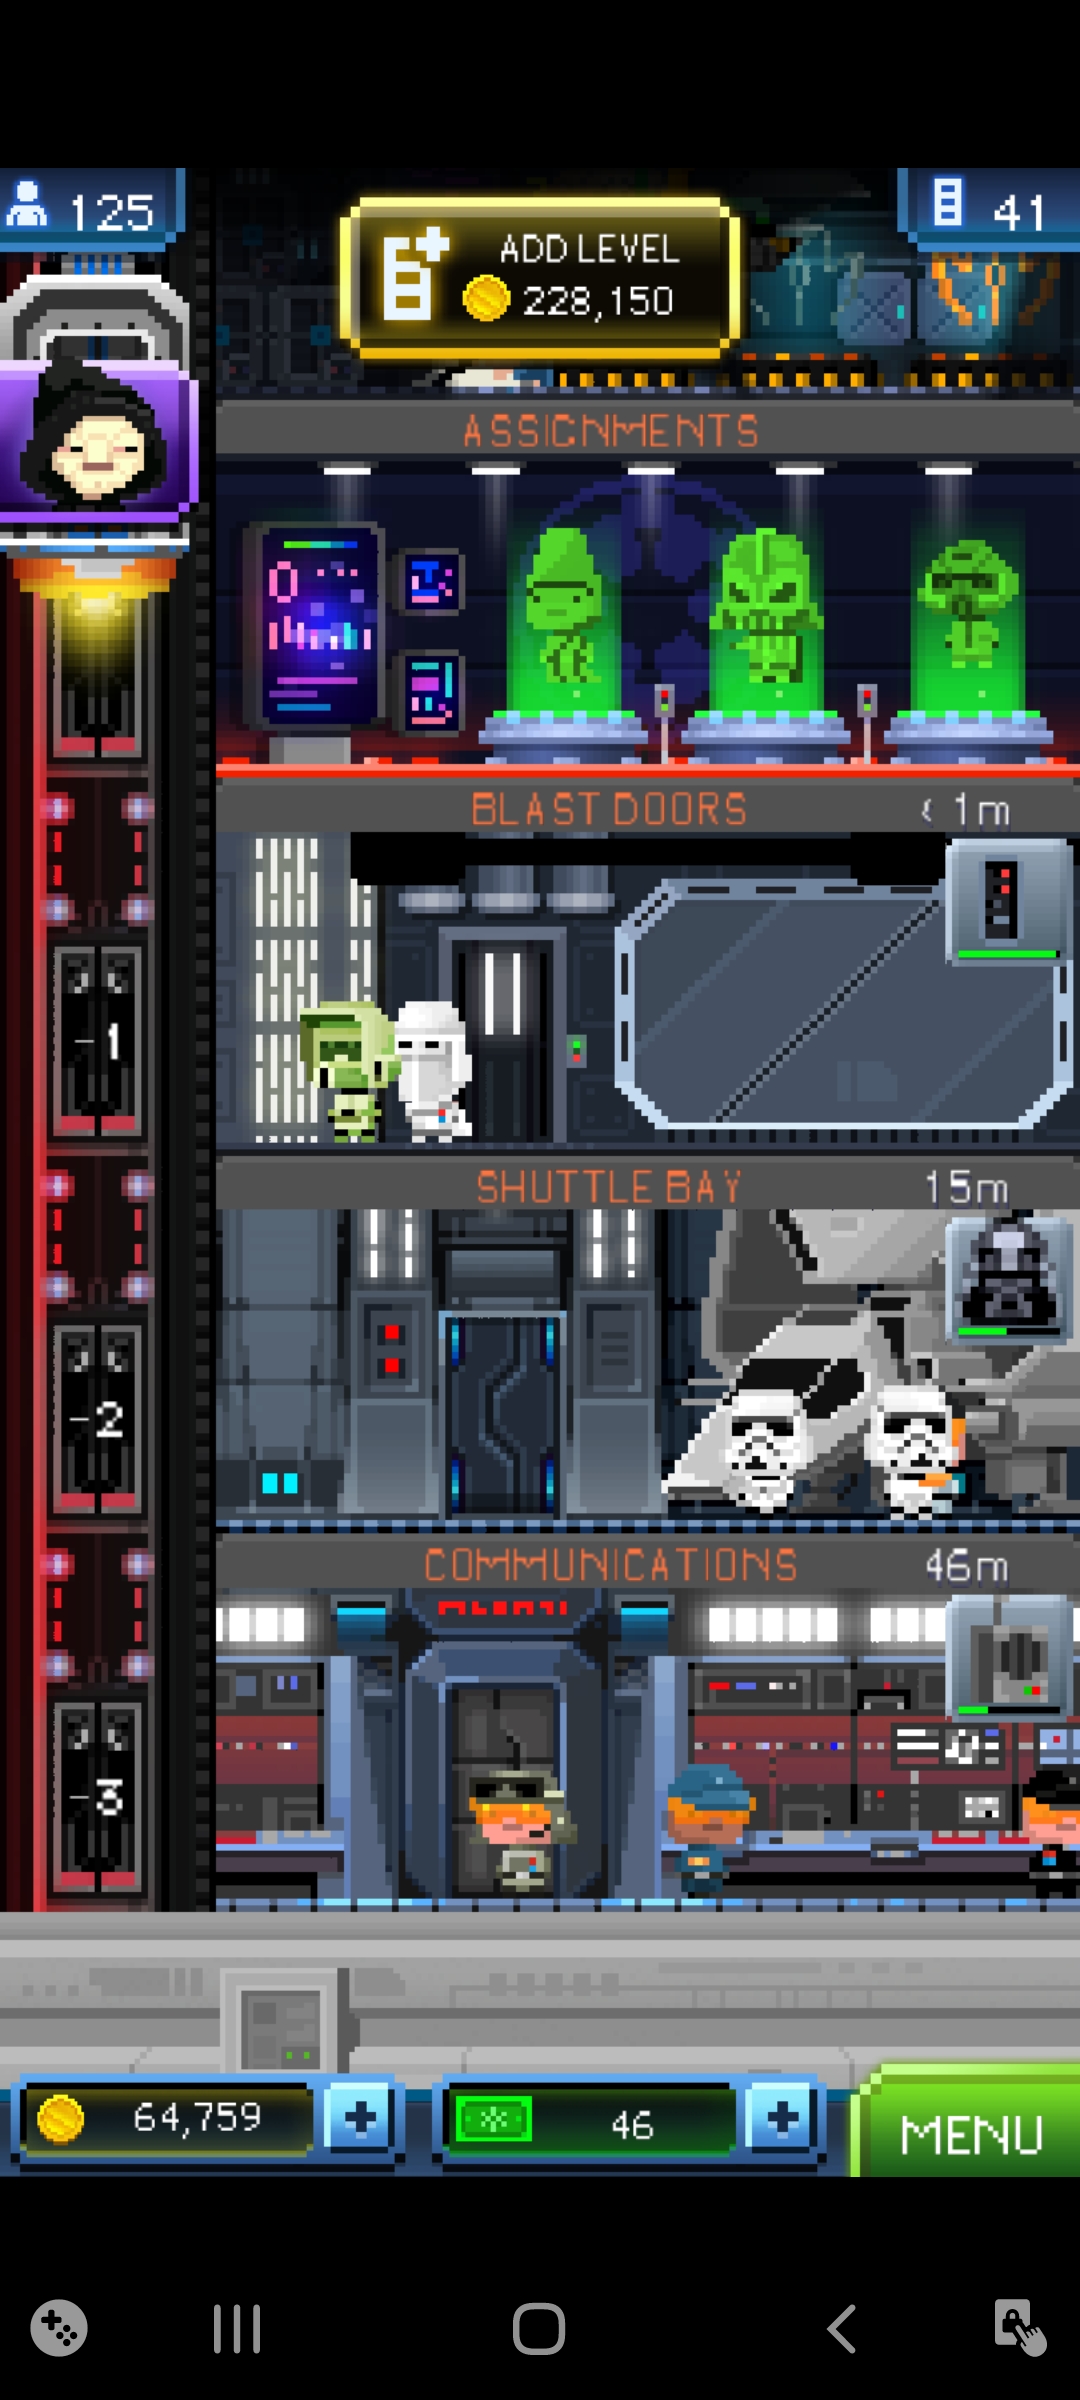 125
41
ADD LEVEL
228,150
ASSIGNMENTS
BLAST DOORS < 1m
-1
SHUTTLE BAY 15m
-2
COMMUNICATIONS 46m
-3
64,759
46
MENU